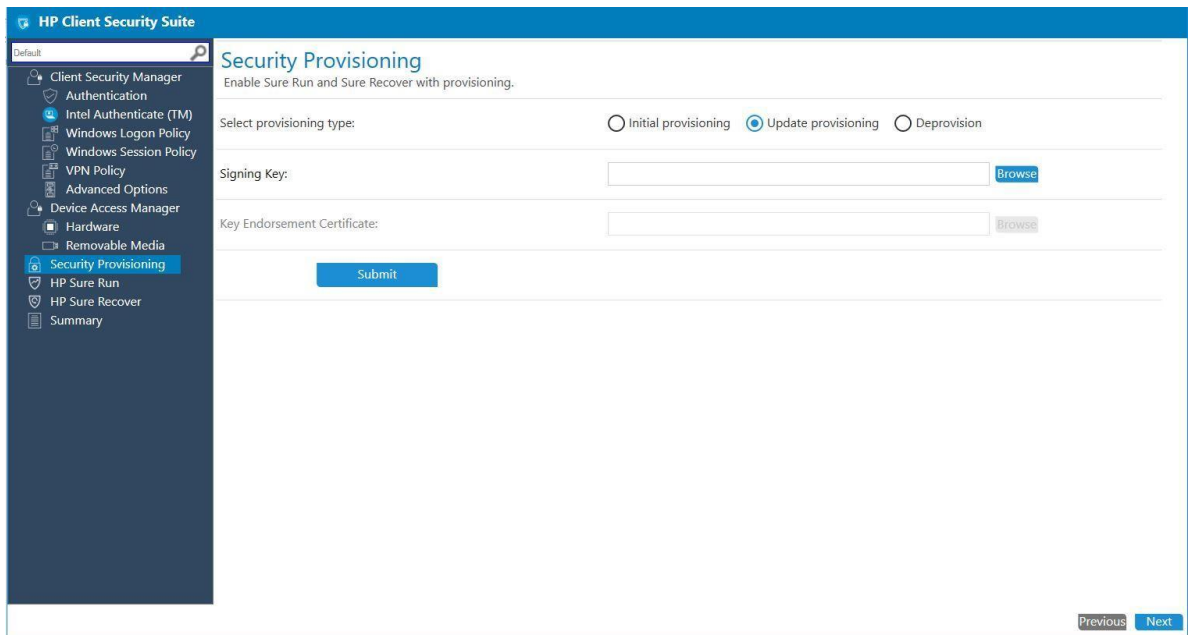 HP Client Security Suite
Default
Client Security Manager
Authentication
Intel Authenticate (TM)
Windows Logon Policy
Windows Session Policy
VPN Policy
Advanced Options
Device Access Manager
Hardware
Removable Media
Security Provisioning
HP Sure Run
HP Sure Recover
Summary
Security Provisioning
Enable Sure Run and Sure Recover with provisioning.
Select provisioning type: Initial provisioning Update provisioning Deprovision
Signing Key: Browse
Key Endorsement Certificate: Browse
Submit
Previous Next